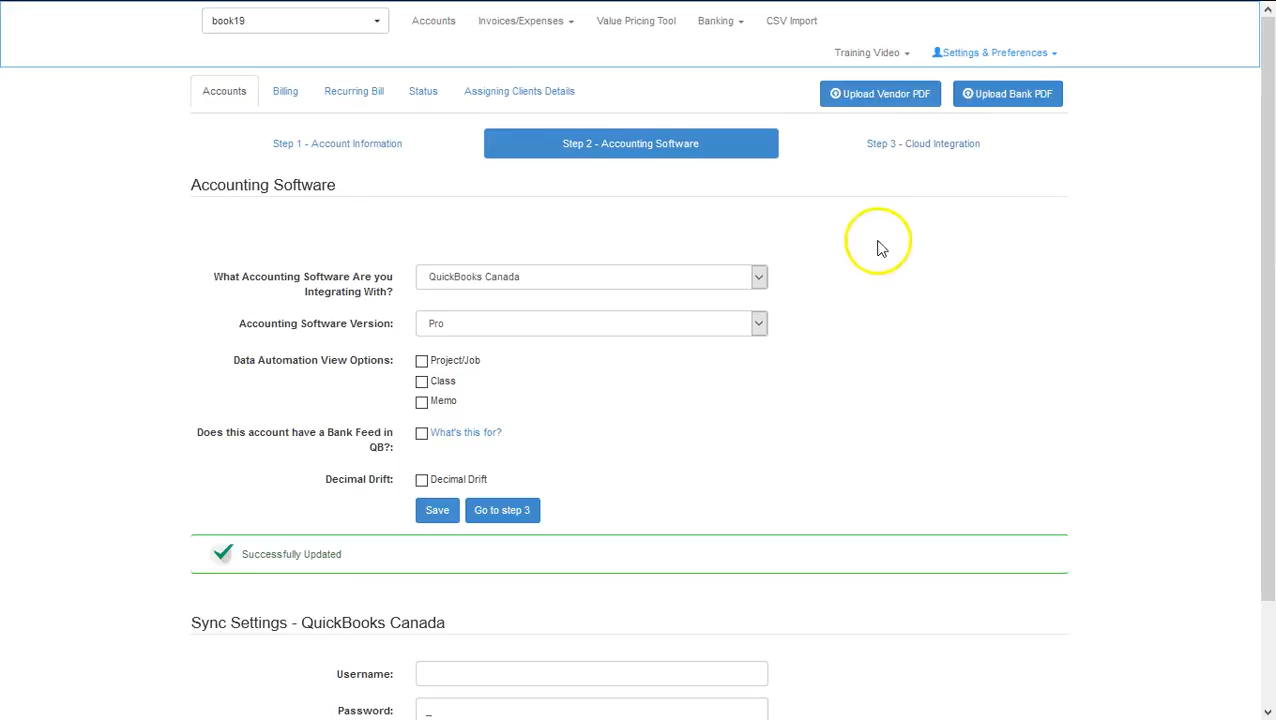 book19 Accounts Invoices/Expenses Value Pricing Tool Banking CSV Import
Training Video Settings & Preferences
Accounts Billing Recurring Bill Status Assigning Clients Details Upload Vendor PDF Upload Bank PDF
Step 1 - Account Information Step 2 - Accounting Software Step 3 - Cloud Integration
Accounting Software
What Accounting Software Are you
Integrating With?
QuickBooks Canada
Accounting Software Version: Pro
Data Automation View Options: Project/Job
Class
Memo
Does this account have a Bank Feed in
QB?:
What's this for?
Decimal Drift: Decimal Drift
Save Go to step 3
Successfully Updated
Sync Settings - QuickBooks Canada
Username:
Password: _